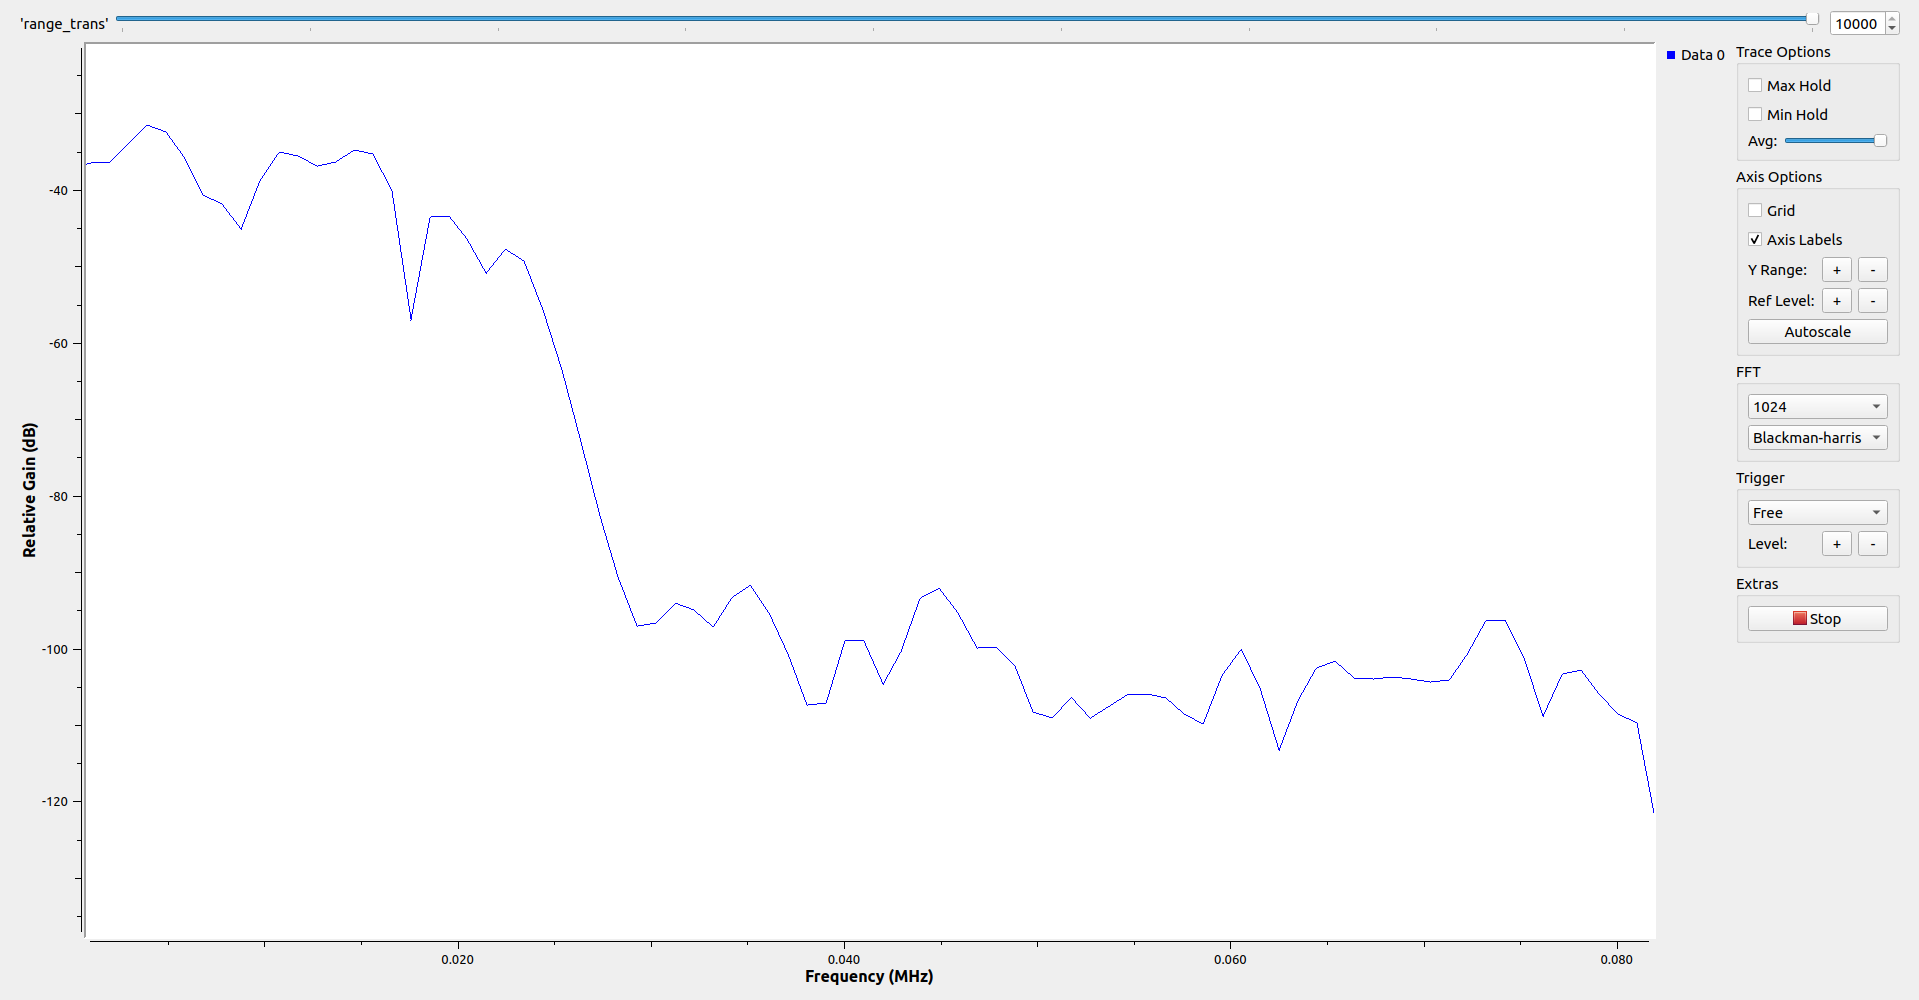 'range_trans'
10000
Data 0
Trace Options
Max Hold
Min Hold
Avg:
Axis Options
Grid
Axis Labels
Y Range: + -
Ref Level: + -
Autoscale
FFT
1024
Blackman-harris
Trigger
Free
Level: + -
Extras
Stop
Relative Gain (dB)
-40
-60
-80
-100
-120
0.020 0.040 0.060 0.080
Frequency (MHz)